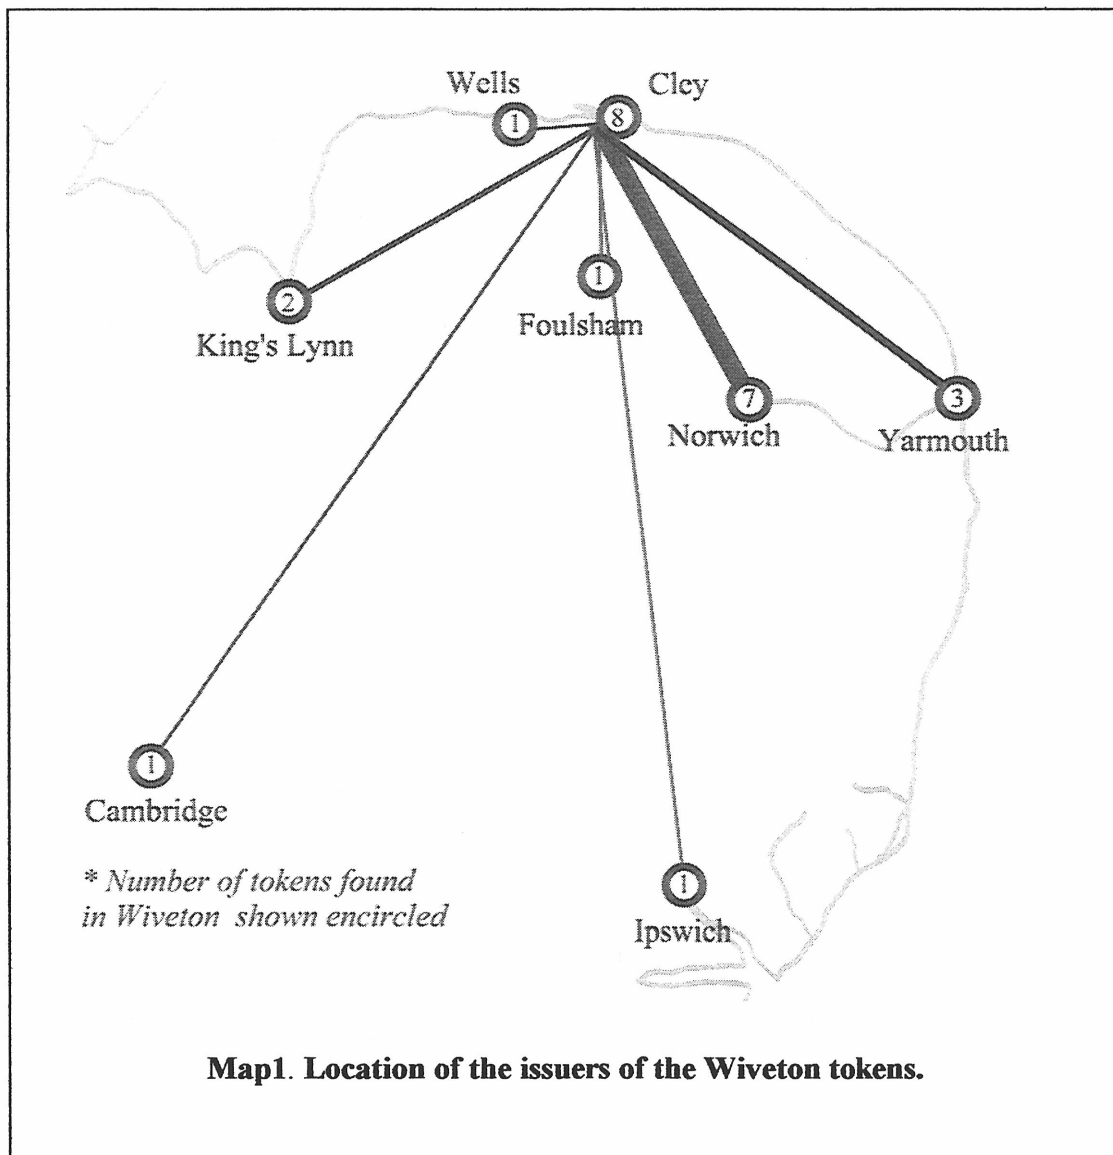 Wells
Cley
1
8
1
2
Foulsham
King's Lynn
7
3
Norwich
Yarmouth
1
Cambridge
* Number of tokens found
in Wiveton shown encircled
1
Ipswich
Map1. Location of the issuers of the Wiveton tokens.